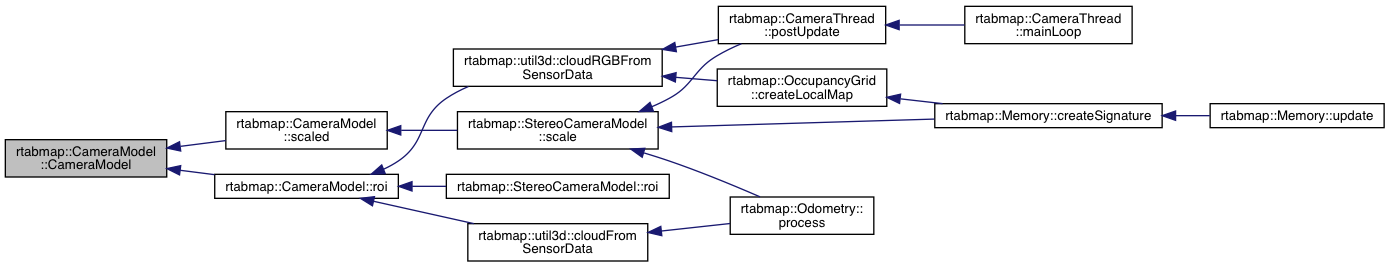 rtabmap::CameraModel
::CameraModel
rtabmap::CameraModel
::scaled
rtabmap::CameraModel::roi
rtabmap::util3d::cloudRGBFrom
SensorData
rtabmap::StereoCameraModel
::scale
rtabmap::StereoCameraModel::roi
rtabmap::util3d::cloudFrom
SensorData
rtabmap::CameraThread
::postUpdate
rtabmap::OccupancyGrid
::createLocalMap
rtabmap::Odometry::
process
rtabmap::CameraThread
::mainLoop
rtabmap::Memory::createSignature
rtabmap::Memory::update